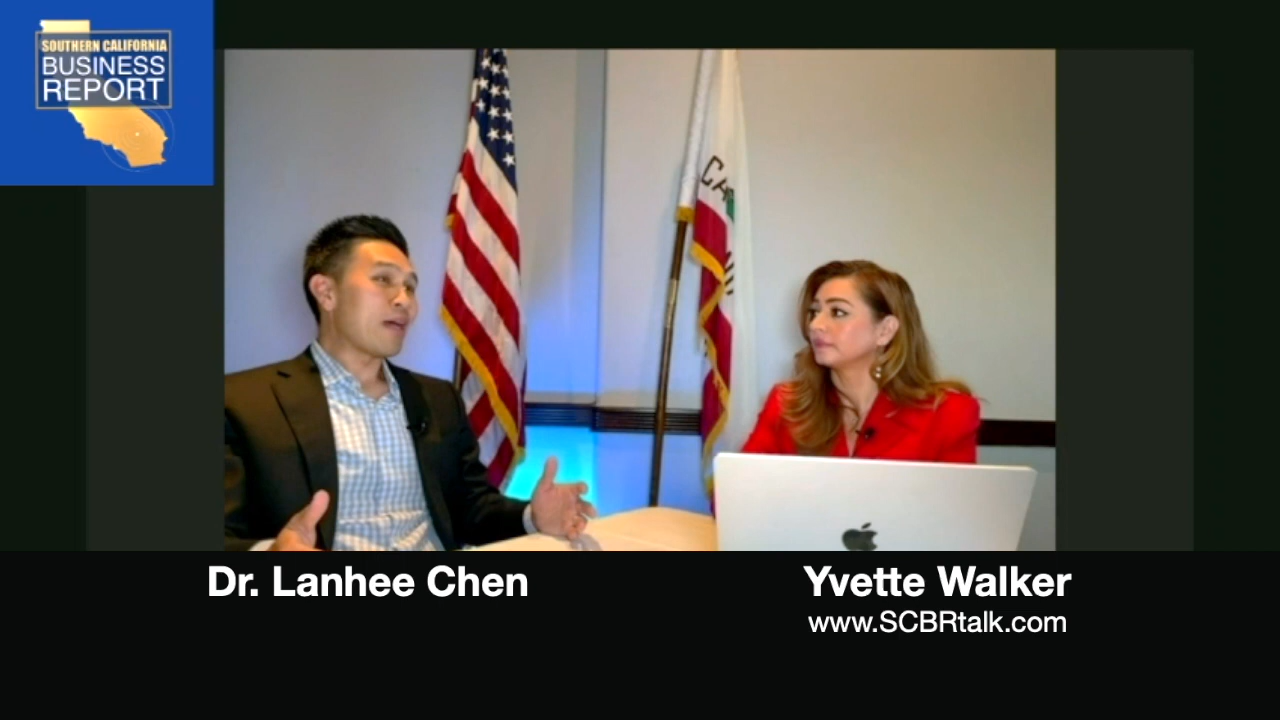 SOUTHERN CALIFORNIA
BUSINESS
REPORT
Dr. Lanhee Chen
Yvette Walker
www.SCBRtalk.com